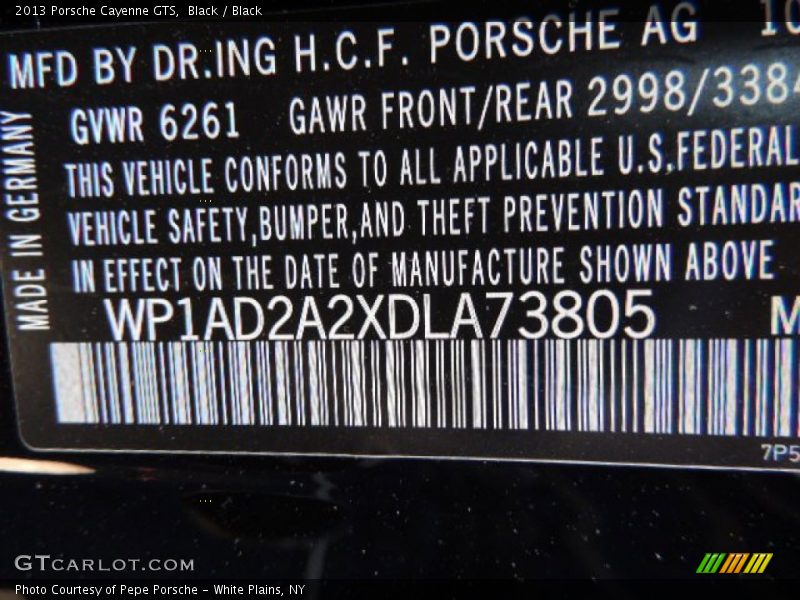 2013 Porsche Cayenne GTS,  Black / Black
MFD BY DR.ING H.C.F. PORSCHE AG 10
GVWR 6261 GAWR FRONT/REAR 2998/3384
THIS VEHICLE CONFORMS TO ALL APPLICABLE U.S.FEDERAL
VEHICLE SAFETY,BUMPER,AND THEFT PREVENTION STANDAR
IN EFFECT ON THE DATE OF MANUFACTURE SHOWN ABOVE
MADE IN GERMANY
WP1AD2A2XDLA73805 M
7P5
GTCARLOT.COM
Photo Courtesy of Pepe Porsche - White Plains, NY